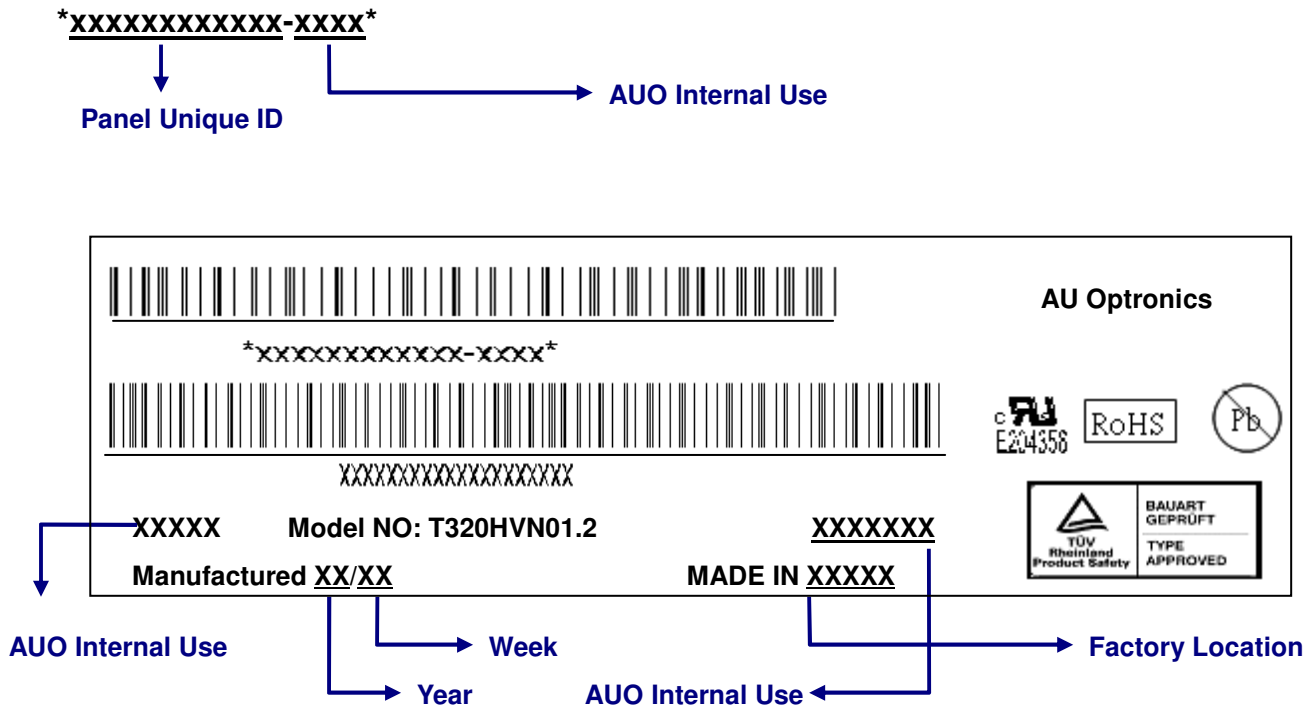 *xxxxxxxxxxxx-xxxx*
AUO Internal Use
Panel Unique ID
AU Optronics
*xxxxxxxxxxxx-xxxx*
c RU
E204356
RoHS
Pb
XXXXXXXXXXXXXXXXXXXX
BAUART
GEPRÜFT
TÜV
Rheinland
Product Safety
TYPE
APPROVED
XXXXX Model NO: T320HVN01.2 XXXXXXX
Manufactured XX/XX MADE IN XXXXX
AUO Internal Use
Week
Factory Location
Year
AUO Internal Use